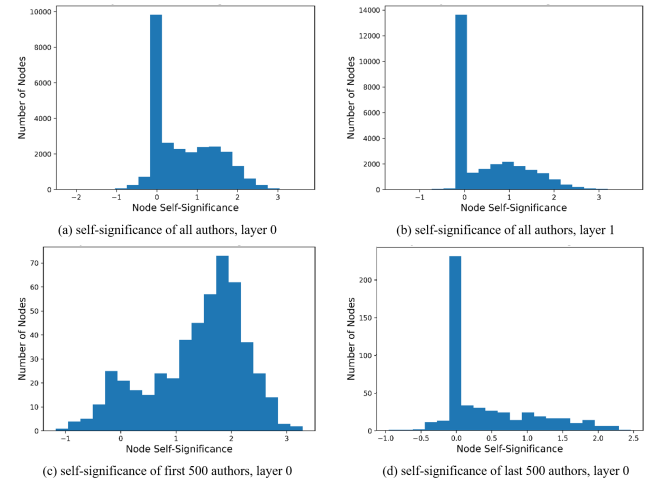 10000
8000
6000
4000
2000
0
Number of Nodes
−2 −1 0 1 2 3
Node Self-Significance
(a) self-significance of all authors, layer 0
14000
12000
10000
8000
6000
4000
2000
0
Number of Nodes
−1 0 1 2 3
Node Self-Significance
(b) self-significance of all authors, layer 1
70
60
50
40
30
20
10
0
Number of Nodes
−1 0 1 2 3
Node Self-Significance
(c) self-significance of first 500 authors, layer 0
200
150
100
50
0
Number of Nodes
−1.0 −0.5 0.0 0.5 1.0 1.5 2.0 2.5
Node Self-Significance
(d) self-significance of last 500 authors, layer 0